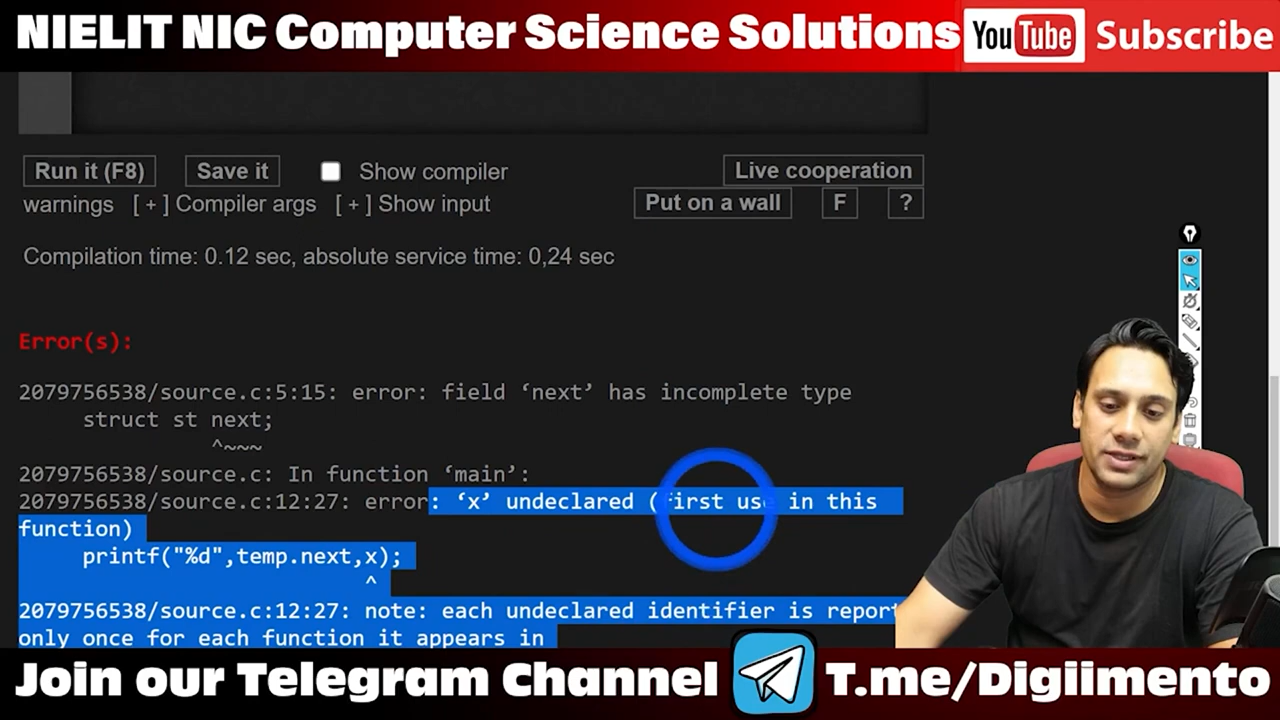 NIELIT NIC Computer Science Solutions
YouTube Subscribe
Run it (F8) Save it Show compiler Live cooperation
warnings [ + ] Compiler args [ + ] Show input Put on a wall F ?
Compilation time: 0.12 sec, absolute service time: 0,24 sec
Error(s):
2079756538/source.c:5:15: error: field ‘next’ has incomplete type
struct st next;
^~~~
2079756538/source.c: In function ‘main’:
2079756538/source.c:12:27: error: ‘x’ undeclared (first use in this
function)
printf("%d",temp.next,x);
^
2079756538/source.c:12:27: note: each undeclared identifier is report
only once for each function it appears in
Join our Telegram Channel T.me/Digiimento